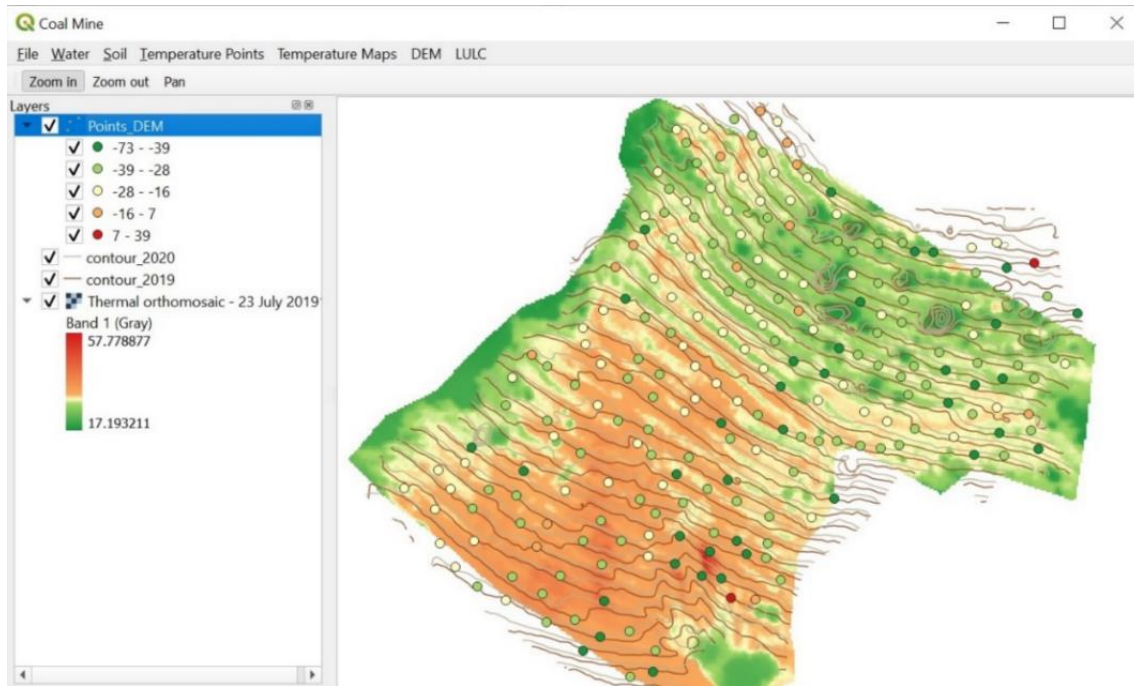 Coal Mine
File Water Soil Temperature Points Temperature Maps DEM LULC
Zoom in Zoom out Pan
Layers
Points_DEM
-73 - -39
-39 - -28
-28 - -16
-16 - 7
7 - 39
contour_2020
contour_2019
Thermal orthomosaic - 23 July 2019
Band 1 (Gray)
57.778877
17.193211